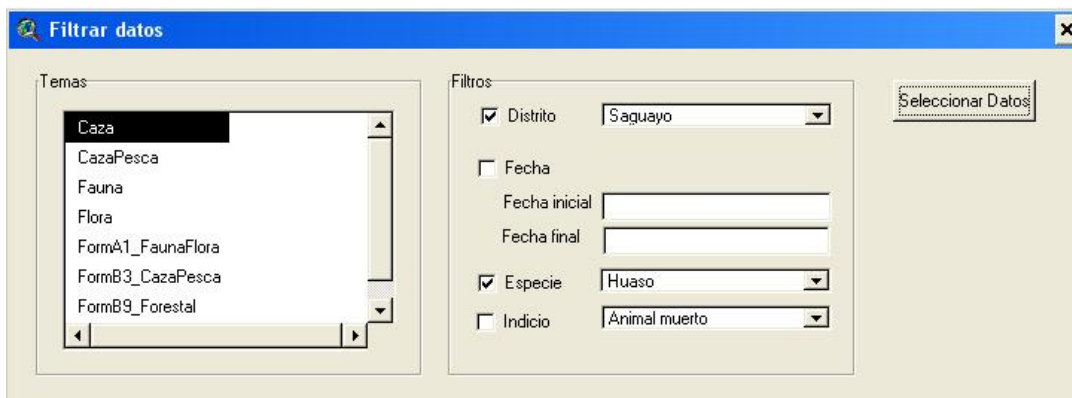 Filtrar datos
Temas
Caza
CazaPesca
Fauna
Flora
FormA1_FaunaFlora
FormB3_CazaPesca
FormB9_Forestal
Filtros
Distrito Saguayo
Fecha
Fecha inicial
Fecha final
Especie Huaso
Indicio Animal muerto
Seleccionar Datos